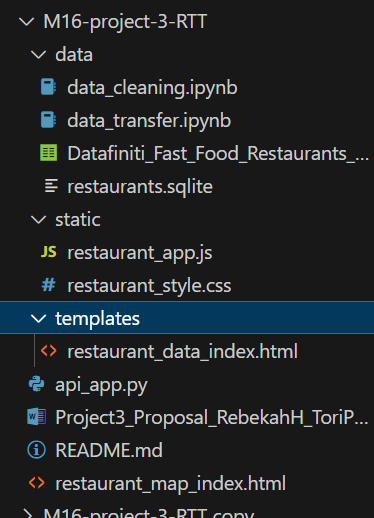 M16-project-3-RTT
data
data_cleaning.ipynb
data_transfer.ipynb
Datafiniti_Fast_Food_Restaurants_...
restaurants.sqlite
static
JS restaurant_app.js
# restaurant_style.css
templates
<> restaurant_data_index.html
api_app.py
Project3_Proposal_RebekahH_ToriP...
README.md
<> restaurant_map_index.html
M16-project-3-RTT copy